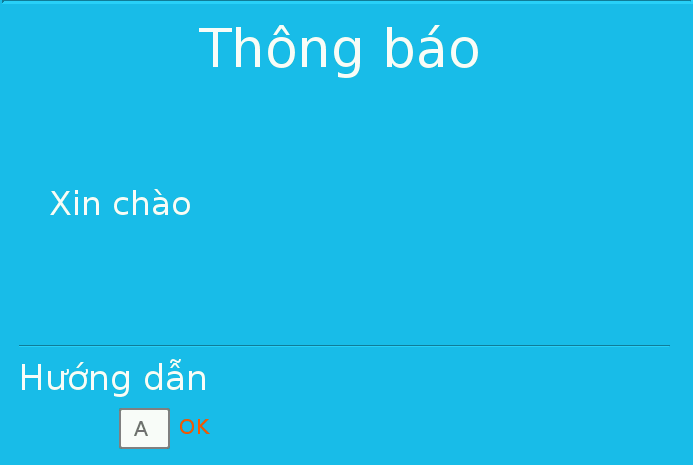 Thông báo
Xin chào
Hướng dẫn
A OK